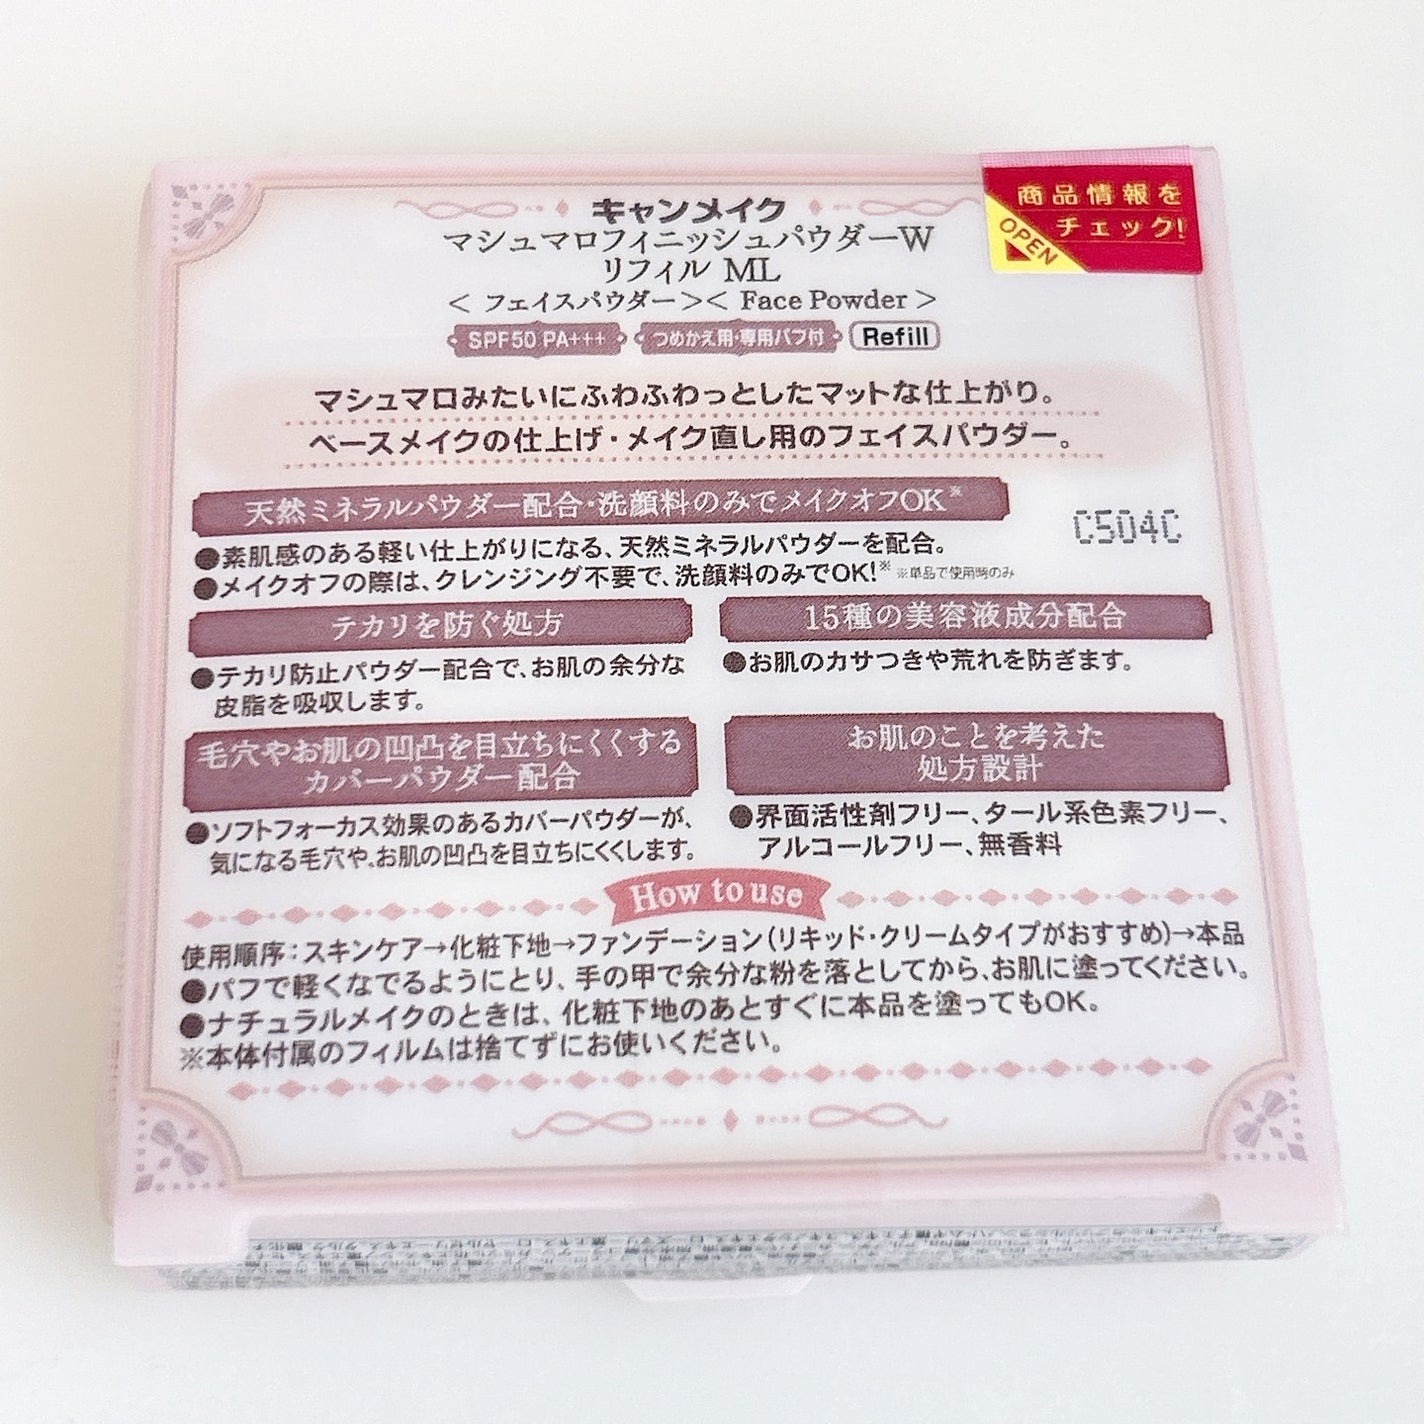 キャンメイク
マシュマロフィニッシュパウダーW
リフィル ML
＜ フェイスパウダー＞＜ Face Powder ＞
SPF50 PA+++ つめかえ用・専用パフ付 Refill
商品情報を
チェック!
OPEN
マシュマロみたいにふわふわっとしたマットな仕上がり。
ベースメイクの仕上げ・メイク直し用のフェイスパウダー。
天然ミネラルパウダー配合・洗顔料のみでメイクオフOK※
C504C
●素肌感のある軽い仕上がりになる、天然ミネラルパウダーを配合。
●メイクオフの際は、クレンジング不要で、洗顔料のみでOK!※ ※単品で使用時のみ
テカリを防ぐ処方
●テカリ防止パウダー配合で、お肌の余分な
皮脂を吸収します。
15種の美容液成分配合
●お肌のカサつきや荒れを防ぎます。
毛穴やお肌の凹凸を目立ちにくくする
カバーパウダー配合
●ソフトフォーカス効果のあるカバーパウダーが、
気になる毛穴や、お肌の凹凸を目立ちにくくします。
お肌のことを考えた
処方設計
●界面活性剤フリー、タール系色素フリー、
アルコールフリー、無香料
How to use
使用順序：スキンケア→化粧下地→ファンデーション(リキッド・クリームタイプがおすすめ)→本品
●パフで軽くなでるようにとり、手の甲で余分な粉を落としてから、お肌に塗ってください。
●ナチュラルメイクのときは、化粧下地のあとすぐに本品を塗ってもOK。
※本体付属のフィルムは捨てずにお使いください。